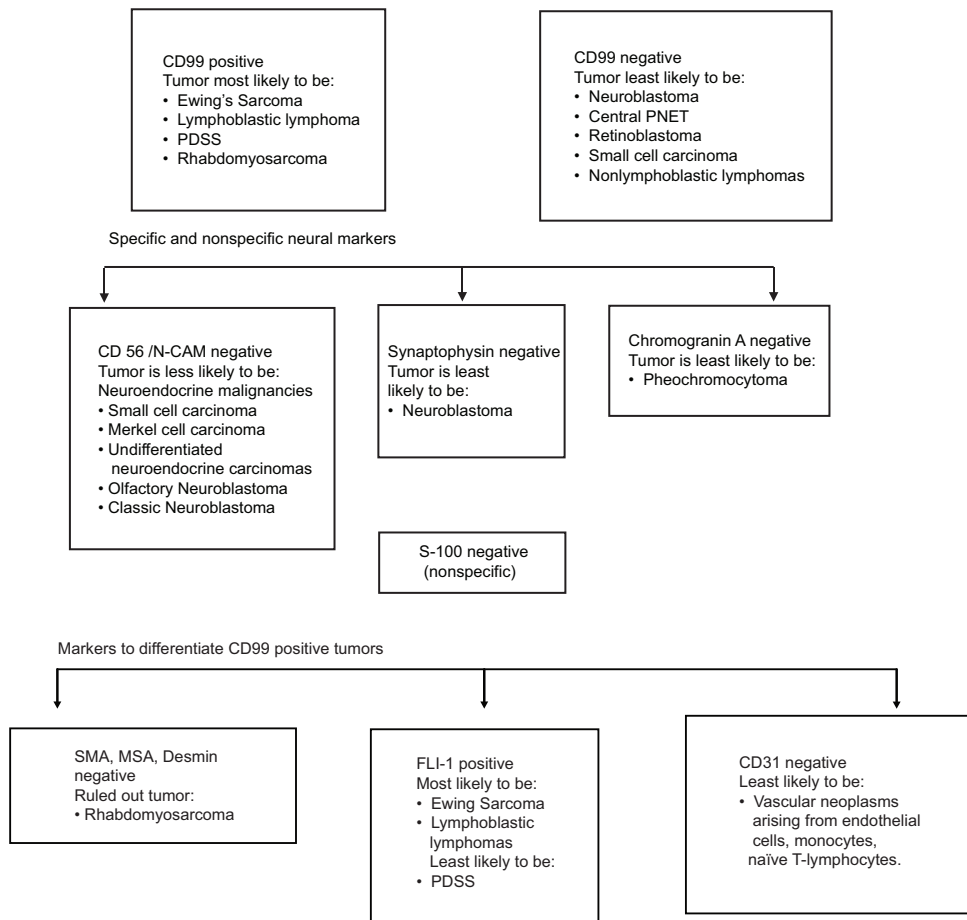 CD99 positive
Tumor most likely to be:
• Ewing's Sarcoma
• Lymphoblastic lymphoma
• PDSS
• Rhabdomyosarcoma
CD99 negative
Tumor least likely to be:
• Neuroblastoma
• Central PNET
• Retinoblastoma
• Small cell carcinoma
• Nonlymphoblastic lymphomas
Specific and nonspecific neural markers
CD 56 /N-CAM negative
Tumor is less likely to be:
Neuroendocrine malignancies
• Small cell carcinoma
• Merkel cell carcinoma
• Undifferentiated
neuroendocrine carcinomas
• Olfactory Neuroblastoma
• Classic Neuroblastoma
Synaptophysin negative
Tumor is least
likely to be:
• Neuroblastoma
Chromogranin A negative
Tumor is least likely to be:
• Pheochromocytoma
S-100 negative
(nonspecific)
Markers to differentiate CD99 positive tumors
SMA, MSA, Desmin
negative
Ruled out tumor:
• Rhabdomyosarcoma
FLI-1 positive
Most likely to be:
• Ewing Sarcoma
• Lymphoblastic
lymphomas
Least likely to be:
• PDSS
CD31 negative
Least likely to be:
• Vascular neoplasms
arising from endothelial
cells, monocytes,
naïve T-lymphocytes.